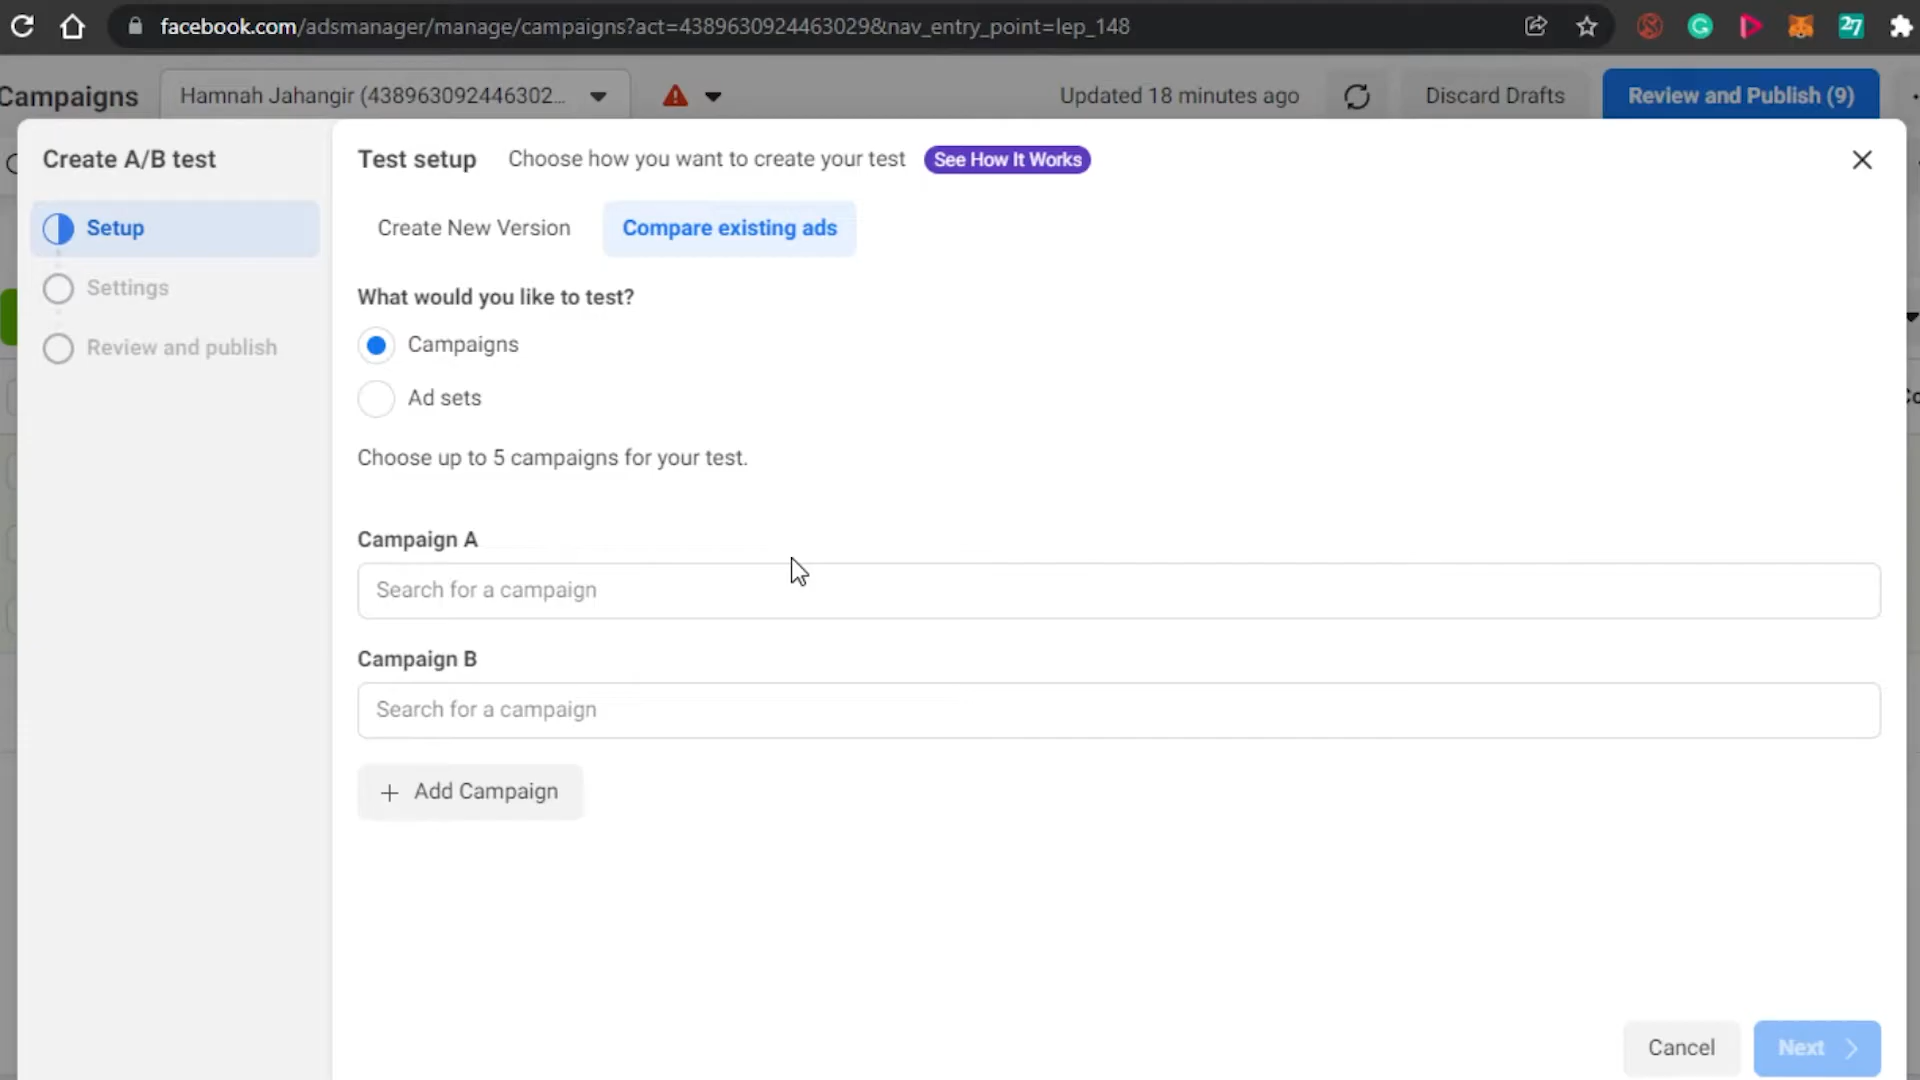 facebook.com/adsmanager/manage/campaigns?act=4389630924463029&nav_entry_point=lep_148
27
Campaigns
Hamnah Jahangir (438963092446302...
Updated 18 minutes ago
Discard Drafts
Review and Publish (9)
Create A/B test
Test setup
Choose how you want to create your test
See How It Works
Setup
Create New Version
Compare existing ads
Settings
What would you like to test?
Review and publish
Campaigns
Ad sets
Choose up to 5 campaigns for your test.
Campaign A
Search for a campaign
Campaign B
Search for a campaign
+ Add Campaign
Cancel
Next